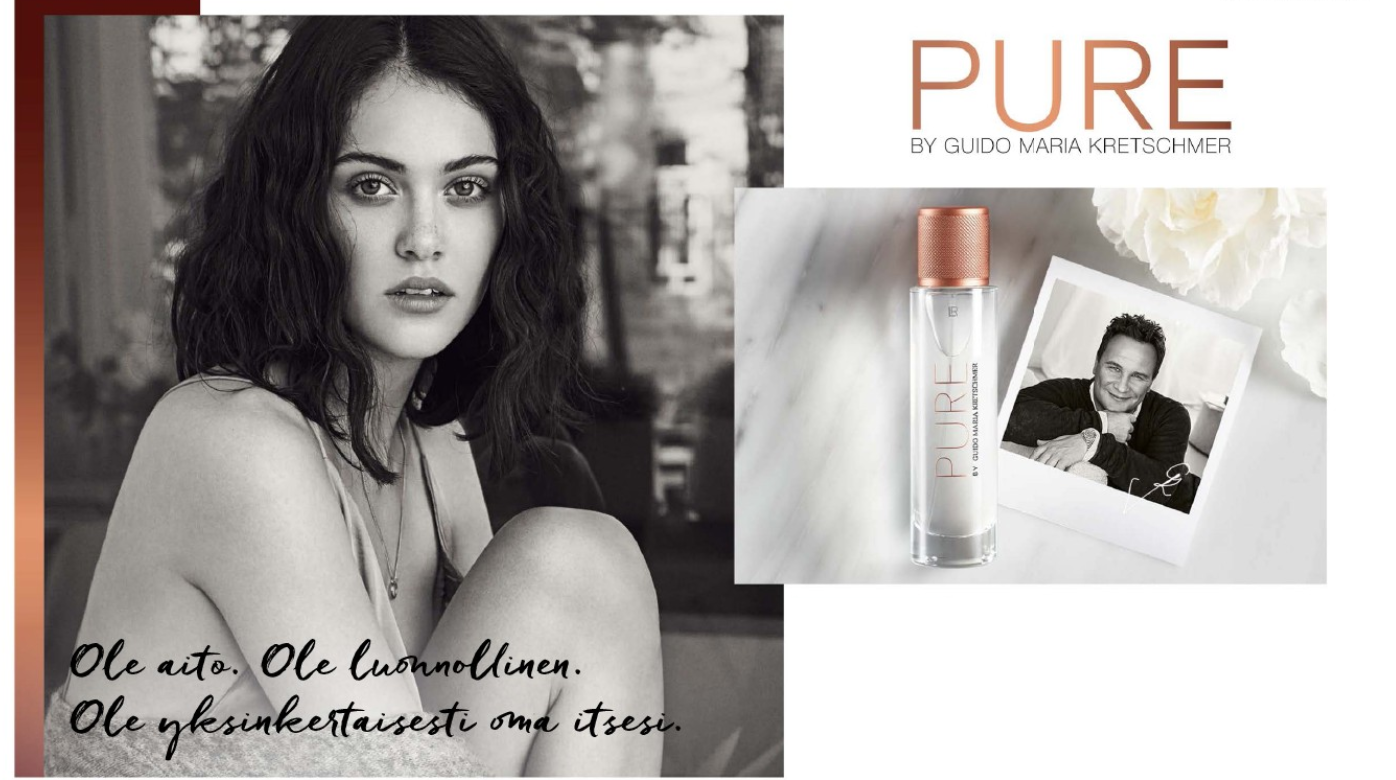 PURE
BY GUIDO MARIA KRETSCHMER
PURE
BY GUIDO MARIA KRETSCHMER
Ole aito. Ole luonnollinen.
Ole yksinkertaisesti oma itsesi.